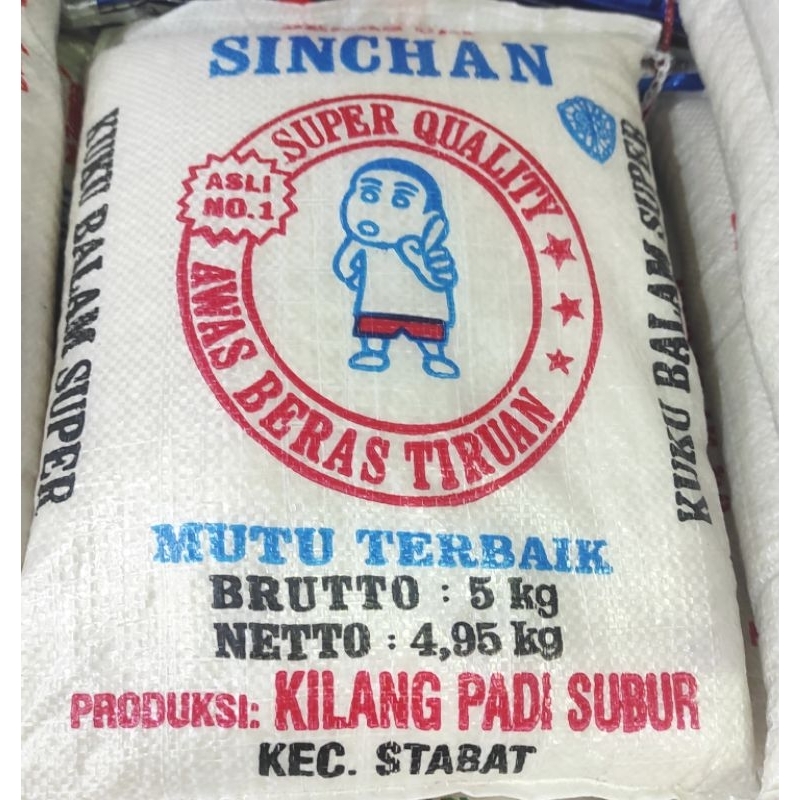 SINCHAN
SUPER QUALITY
ASLI
NO.1
AWAS BERAS TIRUAN
KUKU BALAM SUPER
KUKU BALAM SUPER
MUTU TERBAIK
BRUTTO : 5 kg
NETTO : 4,95 kg
PRODUKSI: KILANG PADI SUBUR
KEC. STABAT